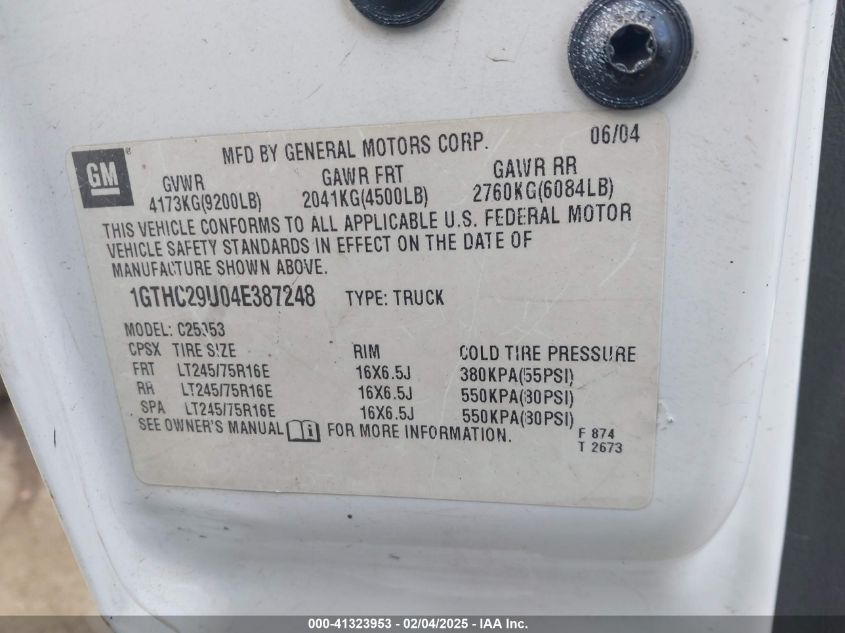 GM
MFD BY GENERAL MOTORS CORP. 06/04
GVWR GAWR FRT GAWR RR
4173KG(9200LB) 2041KG(4500LB) 2760KG(6084LB)
THIS VEHICLE CONFORMS TO ALL APPLICABLE U.S. FEDERAL MOTOR
VEHICLE SAFETY STANDARDS IN EFFECT ON THE DATE OF
MANUFACTURE SHOWN ABOVE.
1GTHC29U04E387248 TYPE: TRUCK
MODEL: C25353
CPSX TIRE SIZE RIM COLD TIRE PRESSURE
FRT LT245/75R16E 16X6.5J 380KPA(55PSI)
RR LT245/75R16E 16X6.5J 550KPA(80PSI)
SPA LT245/75R16E 16X6.5J 550KPA(80PSI)
SEE OWNER'S MANUAL FOR MORE INFORMATION.
F 874
T 2673
000-41323953 - 02/04/2025 - IAA Inc.